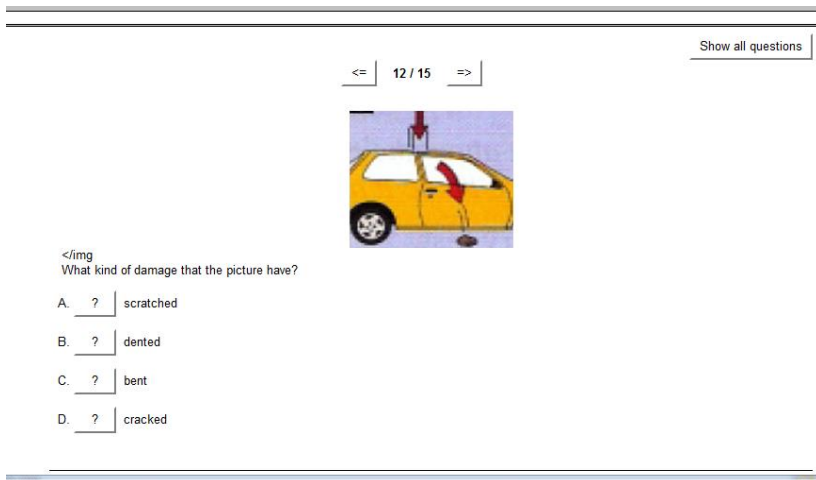 Show all questions
<= 12 / 15 =>
</img
What kind of damage that the picture have?
A. ? scratched
B. ? dented
C. ? bent
D. ? cracked